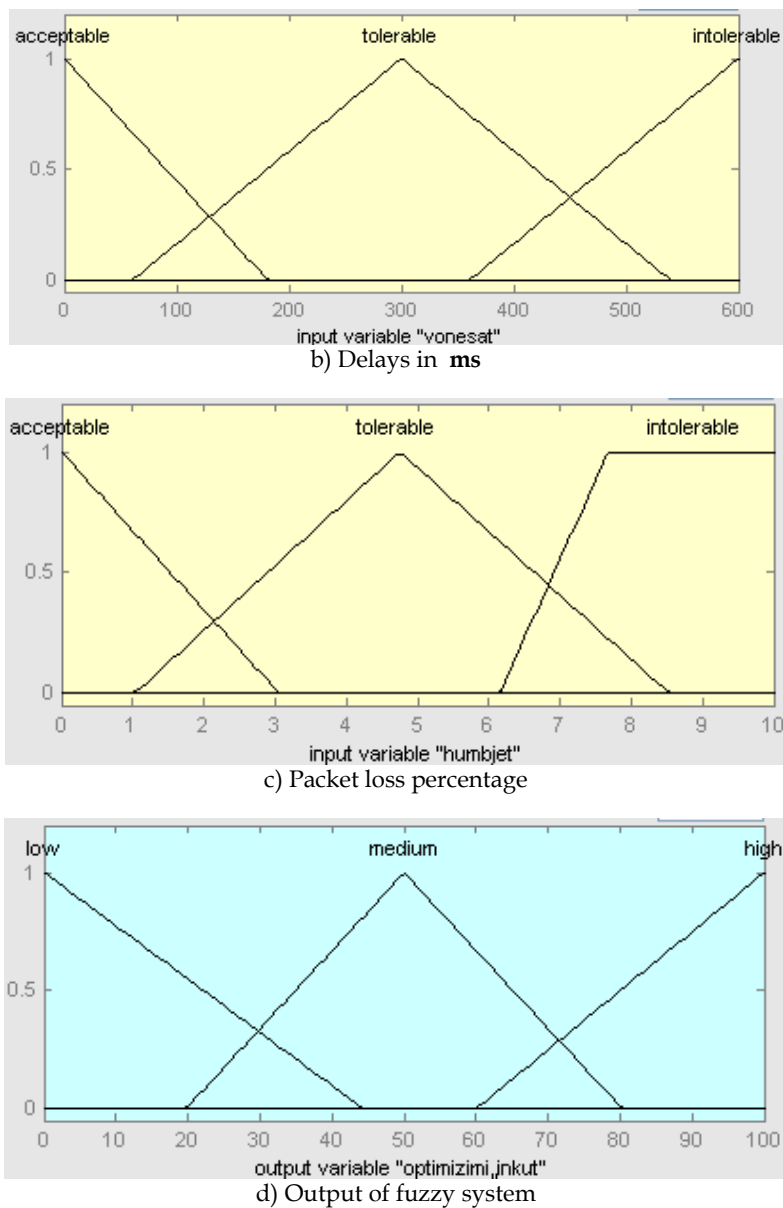 acceptable tolerable intolerable
1
0.5
0
0 100 200 300 400 500 600
input variable "vonesat"
b) Delays in ms
acceptable tolerable intolerable
1
0.5
0
0 1 2 3 4 5 6 7 8 9 10
input variable "humbjet"
c) Packet loss percentage
low medium high
1
0.5
0
0 10 20 30 40 50 60 70 80 90 100
output variable "optimizimi,,inkut"
d) Output of fuzzy system